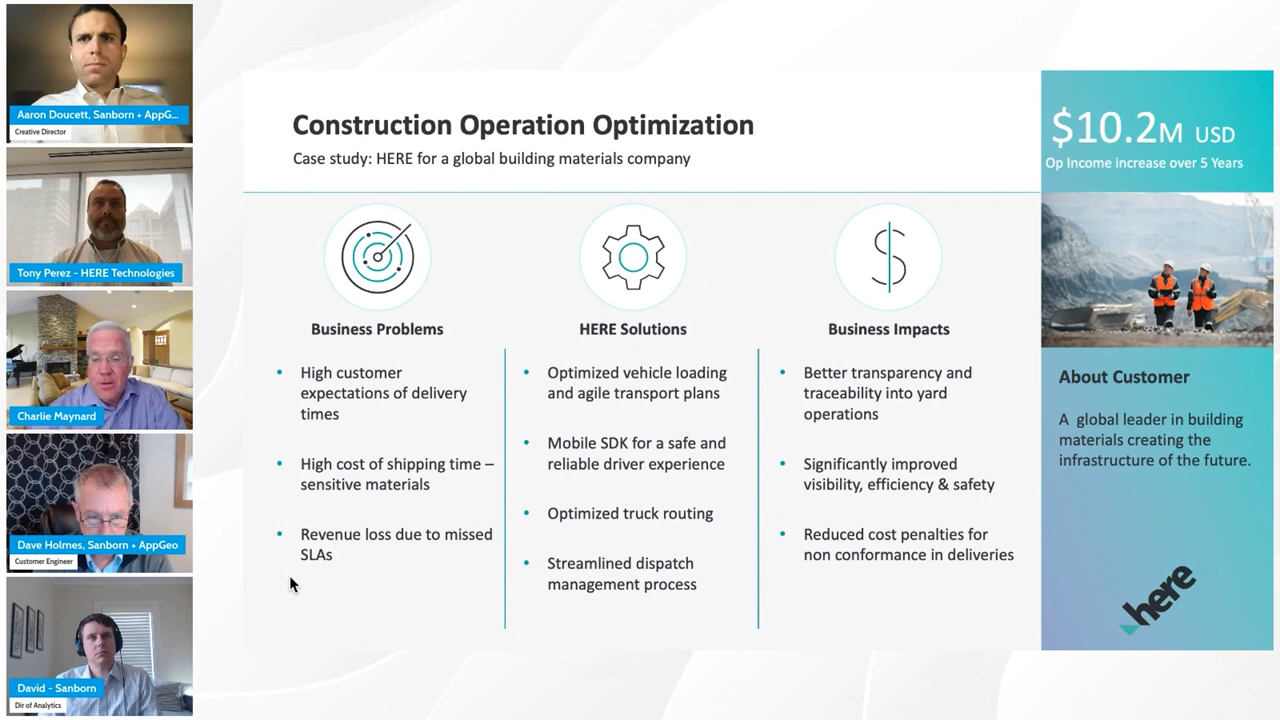 Aaron Doucett, Sanborn + AppG...
Creative Director
Tony Perez - HERE Technologies
Charlie Maynard
Dave Holmes, Sanborn + AppGeo
Customer Engineer
David - Sanborn
Dir of Analytics
Construction Operation Optimization
Case study: HERE for a global building materials company
Business Problems
• High customer
expectations of delivery
times
• High cost of shipping time –
sensitive materials
• Revenue loss due to missed
SLAs
HERE Solutions
• Optimized vehicle loading
and agile transport plans
• Mobile SDK for a safe and
reliable driver experience
• Optimized truck routing
• Streamlined dispatch
management process
Business Impacts
• Better transparency and
traceability into yard
operations
• Significantly improved
visibility, efficiency & safety
• Reduced cost penalties for
non conformance in deliveries
$10.2M USD
Op Income increase over 5 Years
About Customer
A global leader in building
materials creating the
infrastructure of the future.
here